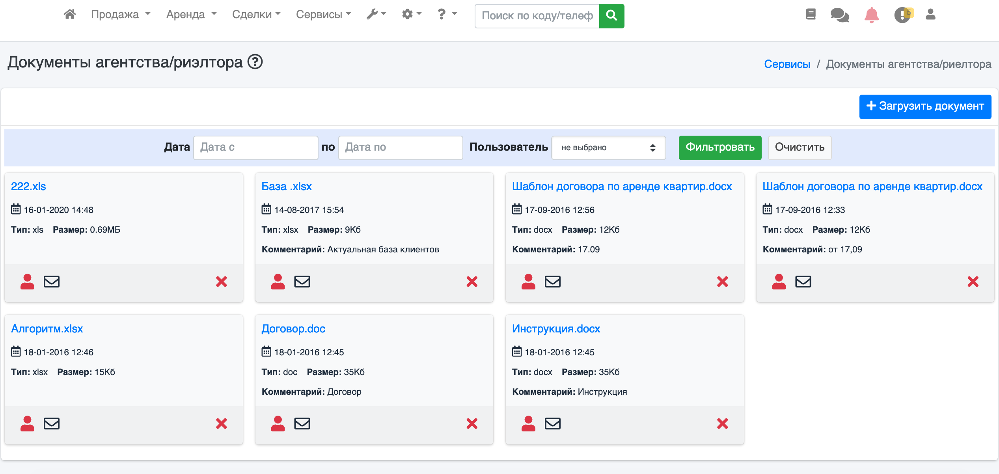 Продажа Аренда Сделки Сервисы ? Поиск по коду/телеф 5
Документы агентства/риэлтора ?
Сервисы / Документы агентства/риелтора
+ Загрузить документ
Дата Дата с по Дата по Пользователь не выбрано Фильтровать Очистить
222.xls
16-01-2020 14:48
Тип: xls Размер: 0.69МБ
База .xlsx
14-08-2017 15:54
Тип: xlsx Размер: 9Кб
Комментарий: Актуальная база клиентов
Шаблон договора по аренде квартир.docx
17-09-2016 12:56
Тип: docx Размер: 12Кб
Комментарий: 17.09
Шаблон договора по аренде квартир.docx
17-09-2016 12:33
Тип: docx Размер: 12Кб
Комментарий: от 17,09
Алгоритм.xlsx
18-01-2016 12:46
Тип: xlsx Размер: 15Кб
Договор.doc
18-01-2016 12:45
Тип: doc Размер: 35Кб
Комментарий: Договор
Инструкция.docx
18-01-2016 12:45
Тип: docx Размер: 35Кб
Комментарий: Инструкция